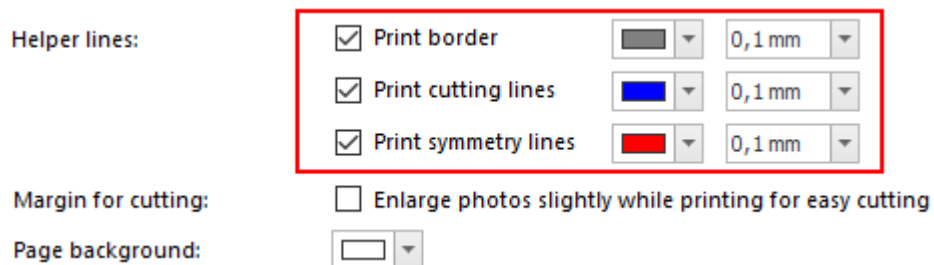 Helper lines: Print border 0,1 mm
Print cutting lines 0,1 mm
Print symmetry lines 0,1 mm
Margin for cutting: Enlarge photos slightly while printing for easy cutting
Page background: